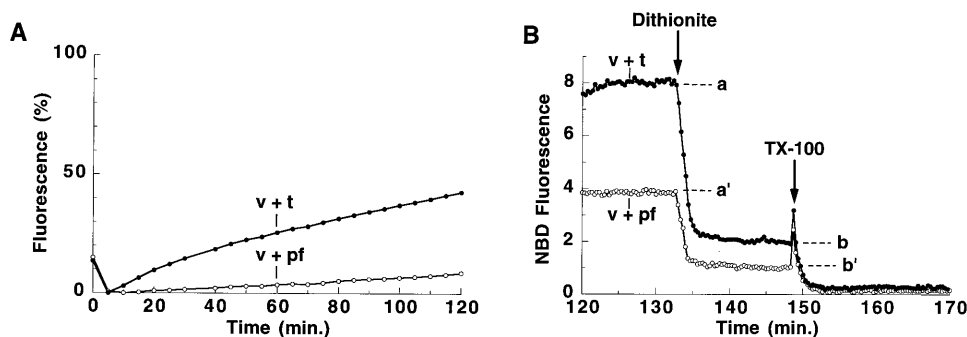 A
Fluorescence (%)
100
50
0
v + t
v + pf
0 20 40 60 80 100 120
Time (min.)
B
Dithionite
NBD Fluorescence
8
6
4
2
0
v + t
a
TX-100
a'
v + pf
b
b'
120 130 140 150 160 170
Time (min.)